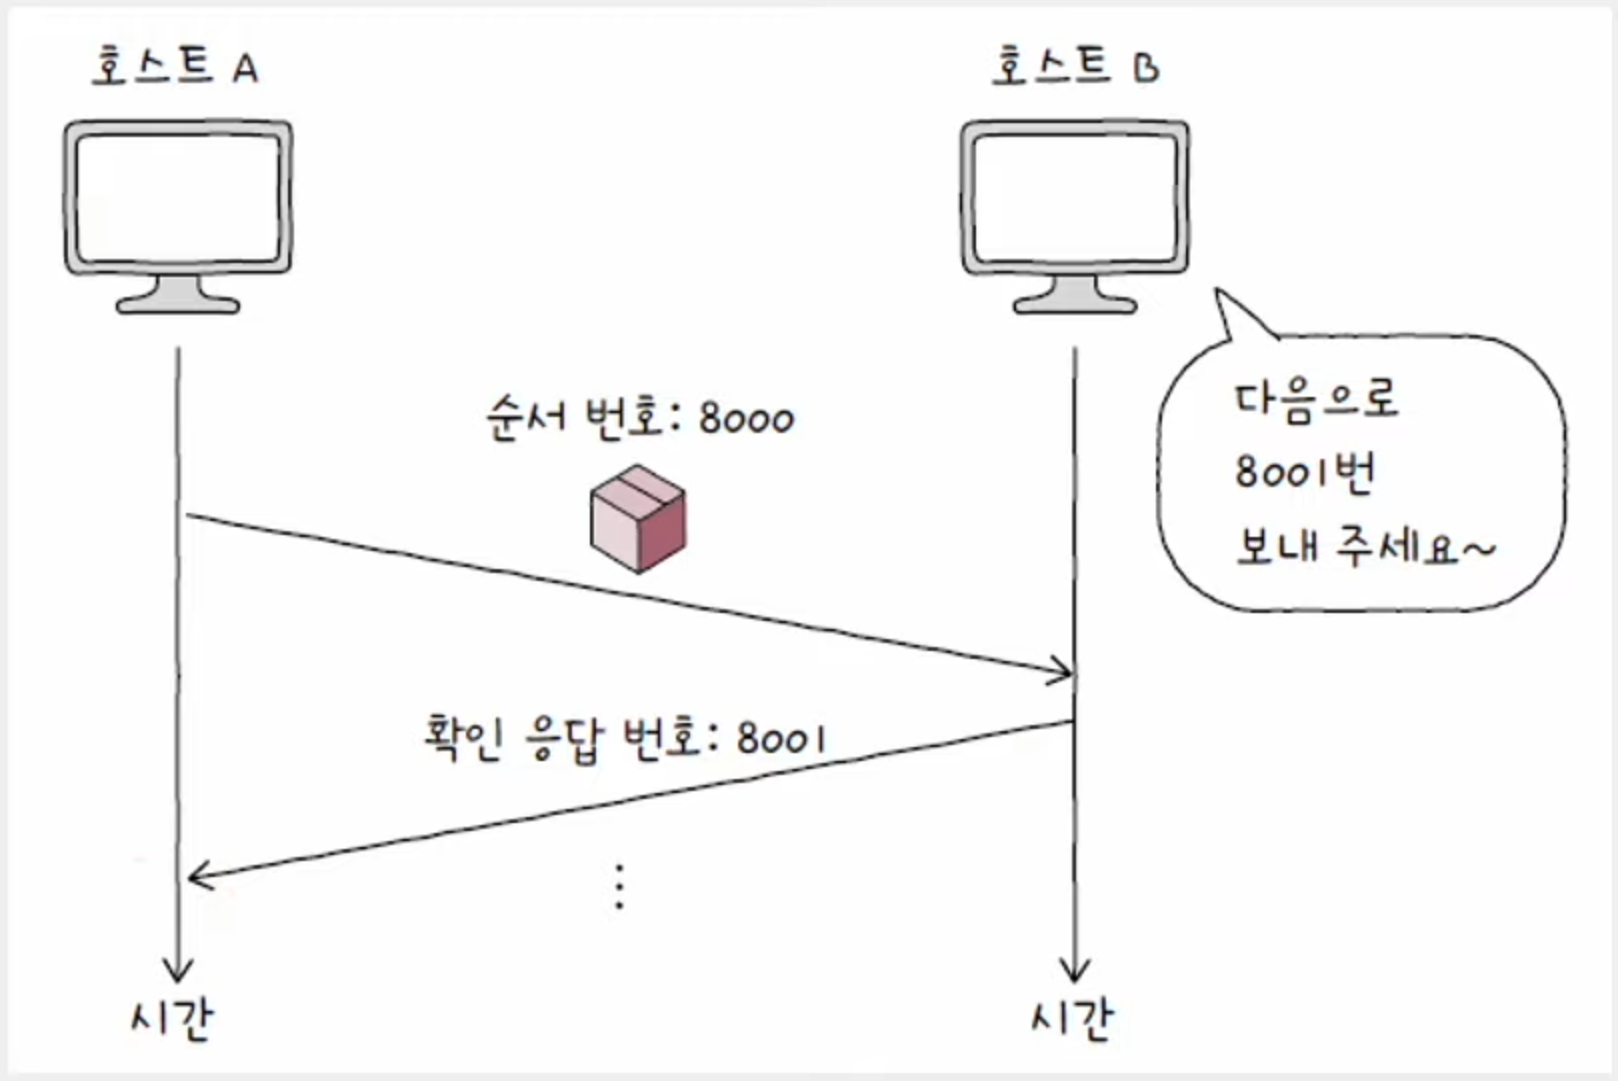 호스트 A
호스트 B
순서 번호: 8000
다음으로
8001번
보내 주세요~
확인 응답 번호: 8001
시간
시간